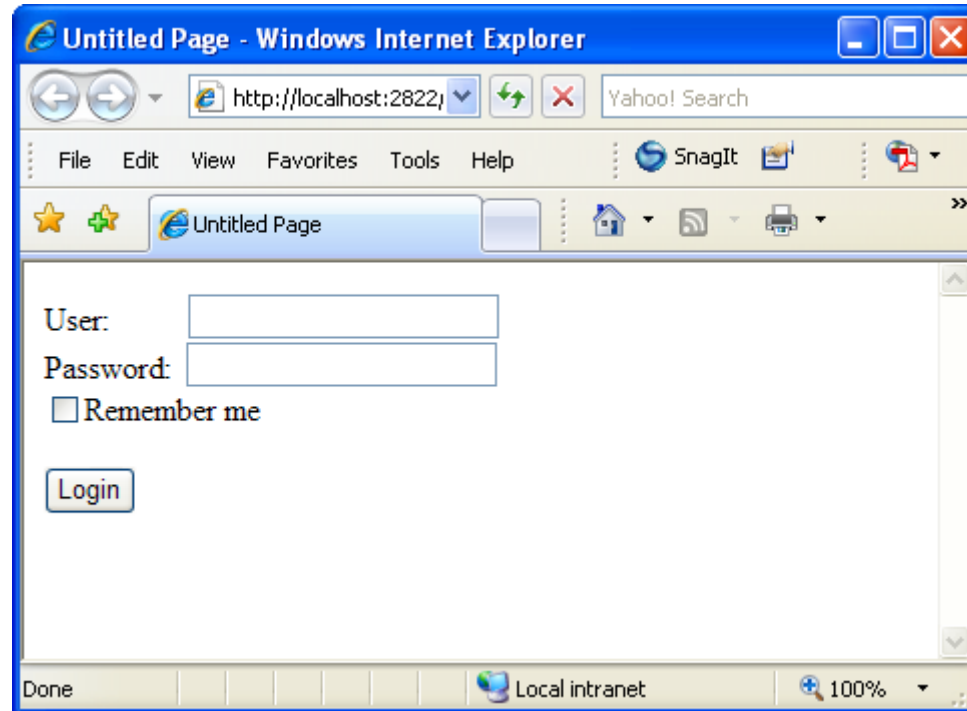 Untitled Page - Windows Internet Explorer
http://localhost:2822/
Yahoo! Search
File Edit View Favorites Tools Help SnagIt
Untitled Page
User:
Password:
Remember me
Login
Done Local intranet 100%